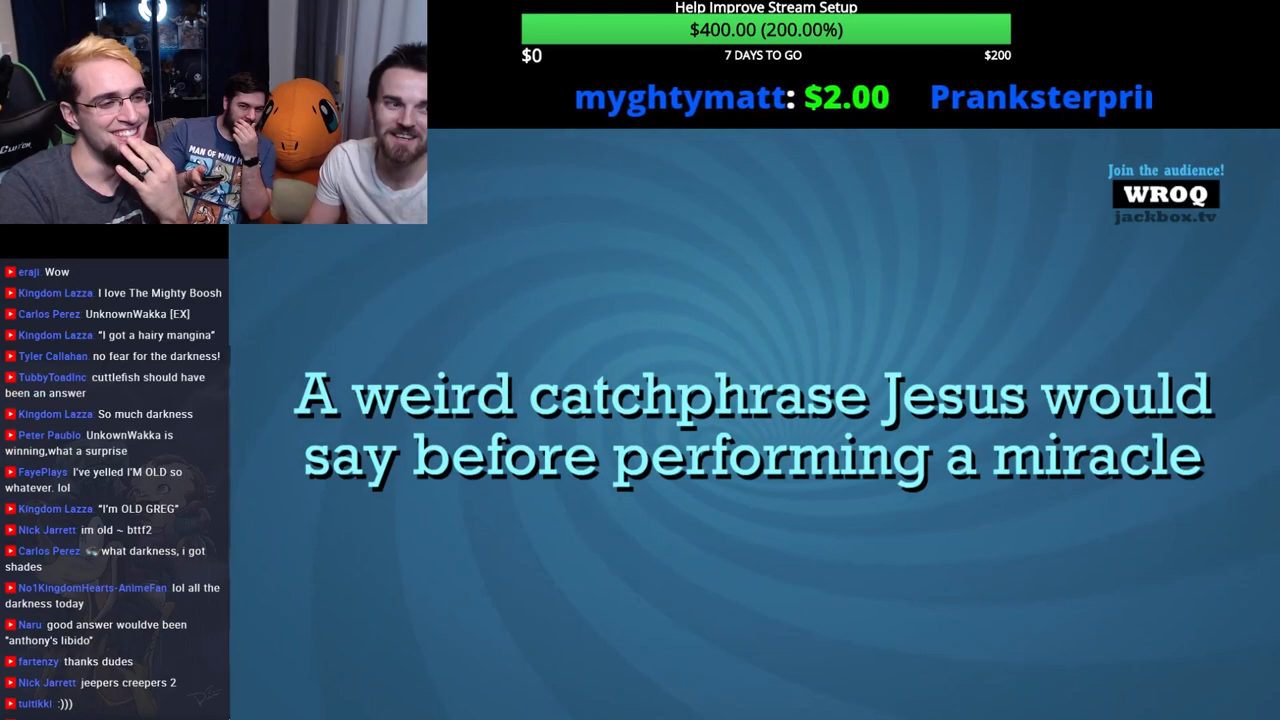 Help Improve Stream Setup
$400.00 (200.00%)
$0
7 DAYS TO GO
$200
myghtymatt: $2.00
Pranksterprin
Join the audience!
WROQ
jackbox.tv
MAN OF MANY
A weird catchphrase Jesus would
say before performing a miracle
eraji: Wow
Kingdom Lazza: I love The Mighty Boosh
Carlos Perez: UnknownWakka [EX]
Kingdom Lazza: “I got a hairy mangina”
Tyler Callahan: no fear for the darkness!
TubbyToadInc: cuttlefish should have
been an answer
Kingdom Lazza: So much darkness
Peter Paublo: UnkownWakka is
winning,what a surprise
FayePlays: I've yelled I'M OLD so
whatever. lol
Kingdom Lazza: “I'm OLD GREG”
Nick Jarrett: im old ~ bttf2
Carlos Perez: 🕶️ what darkness, i got
shades
No1KingdomHearts-AnimeFan: lol all the
darkness today
Naru: good answer wouldve been
“anthony's libido”
fartenzy: thanks dudes
Nick Jarrett: jeepers creepers 2
tuitikki: :)))